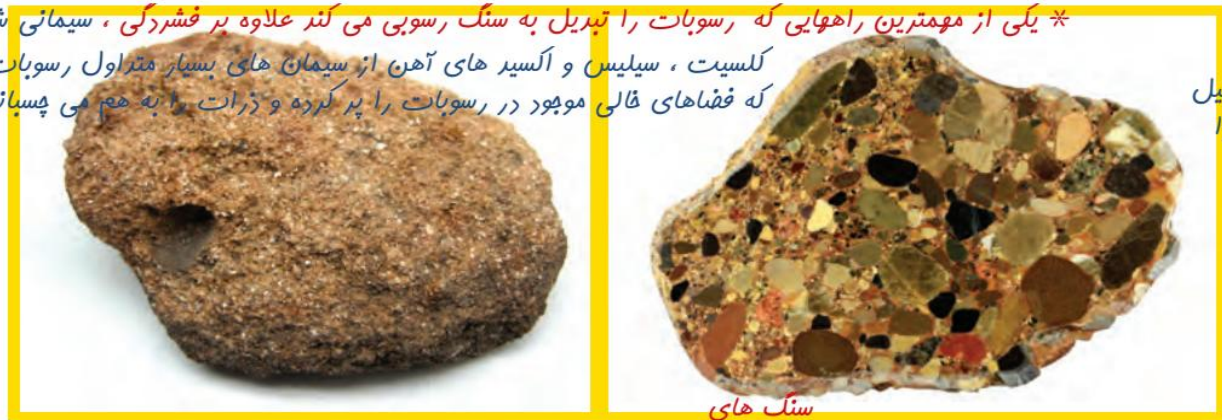 * یکی از مهمترین راههایی که رسوبات را تبدیل به سنگ رسوبی می کند علاوه بر فشردگی ، سیمانی
کلسیت ، سیلیس و اکسید های آهن از سیمان های بسیار متداول رسوبات
که فضاهای خالی موجود در رسوبات را پر کرده و ذرات را به هم می
سنگ های